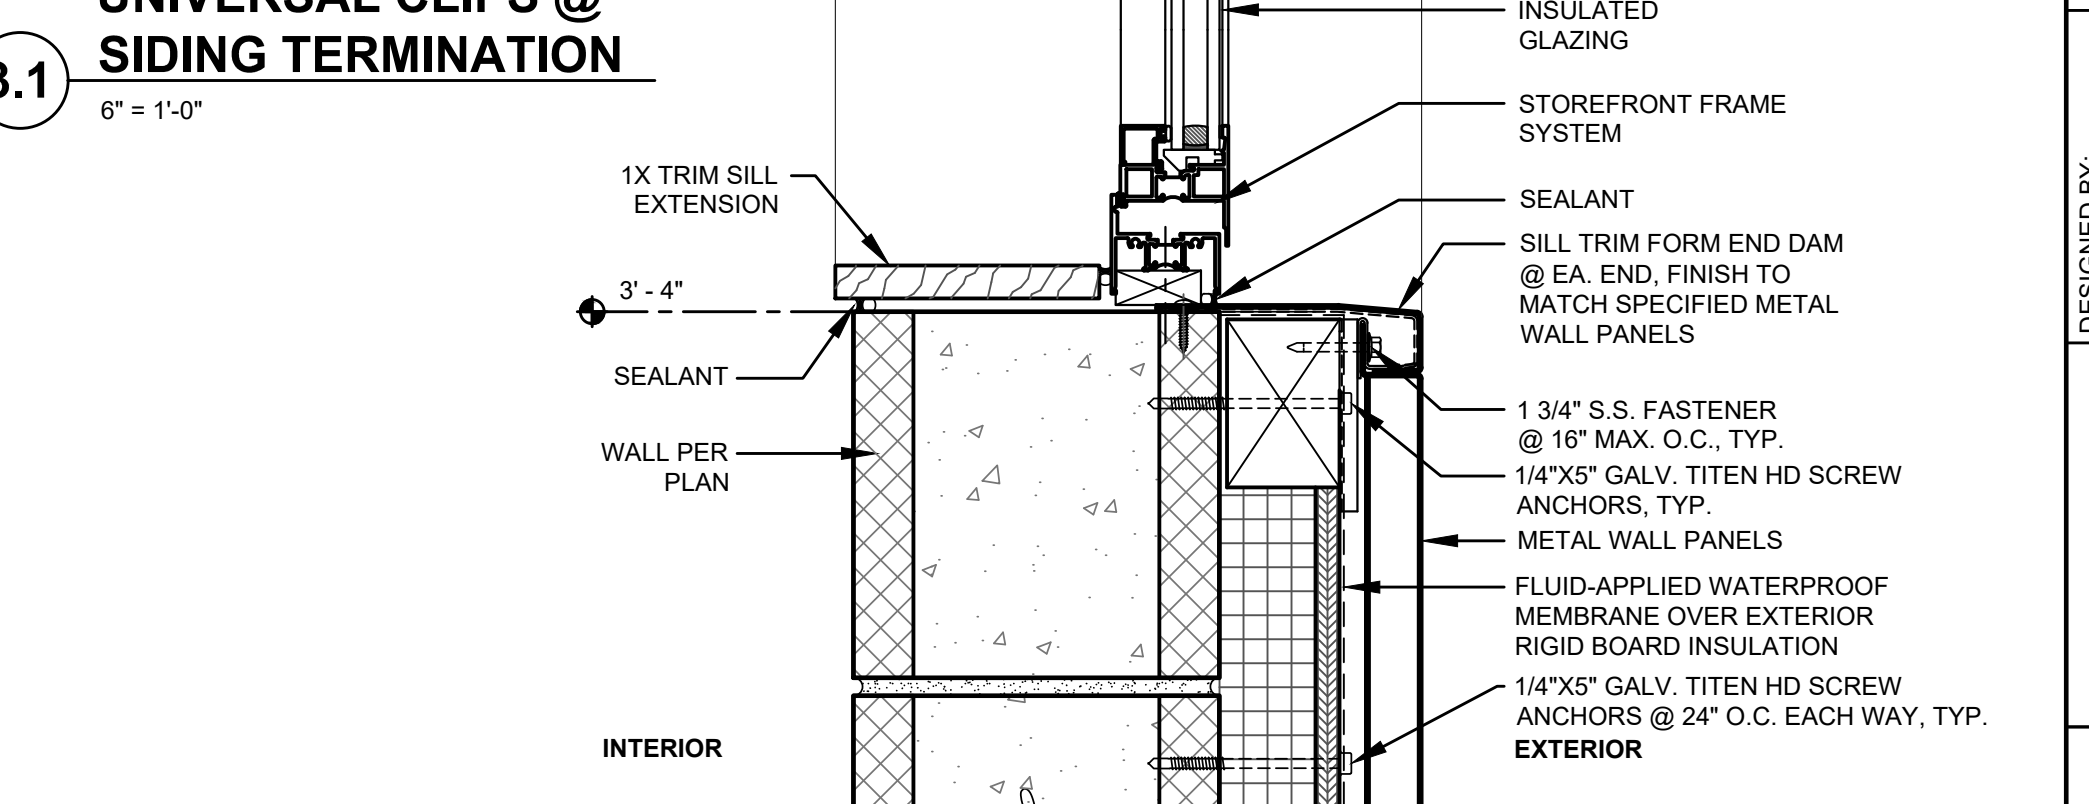 UNIVERSAL CLIPS @
SIDING TERMINATION
3.1
6" = 1'-0"
INSULATED
GLAZING
STOREFRONT FRAME
SYSTEM
1X TRIM SILL
EXTENSION
SEALANT
SILL TRIM FORM END DAM
@ EA. END, FINISH TO
MATCH SPECIFIED METAL
WALL PANELS
3' - 4"
SEALANT
1 3/4" S.S. FASTENER
@ 16" MAX. O.C., TYP.
WALL PER
PLAN
1/4"X5" GALV. TITEN HD SCREW
ANCHORS, TYP.
METAL WALL PANELS
FLUID-APPLIED WATERPROOF
MEMBRANE OVER EXTERIOR
RIGID BOARD INSULATION
1/4"X5" GALV. TITEN HD SCREW
ANCHORS @ 24" O.C. EACH WAY, TYP.
INTERIOR
EXTERIOR
DESIGNED BY: